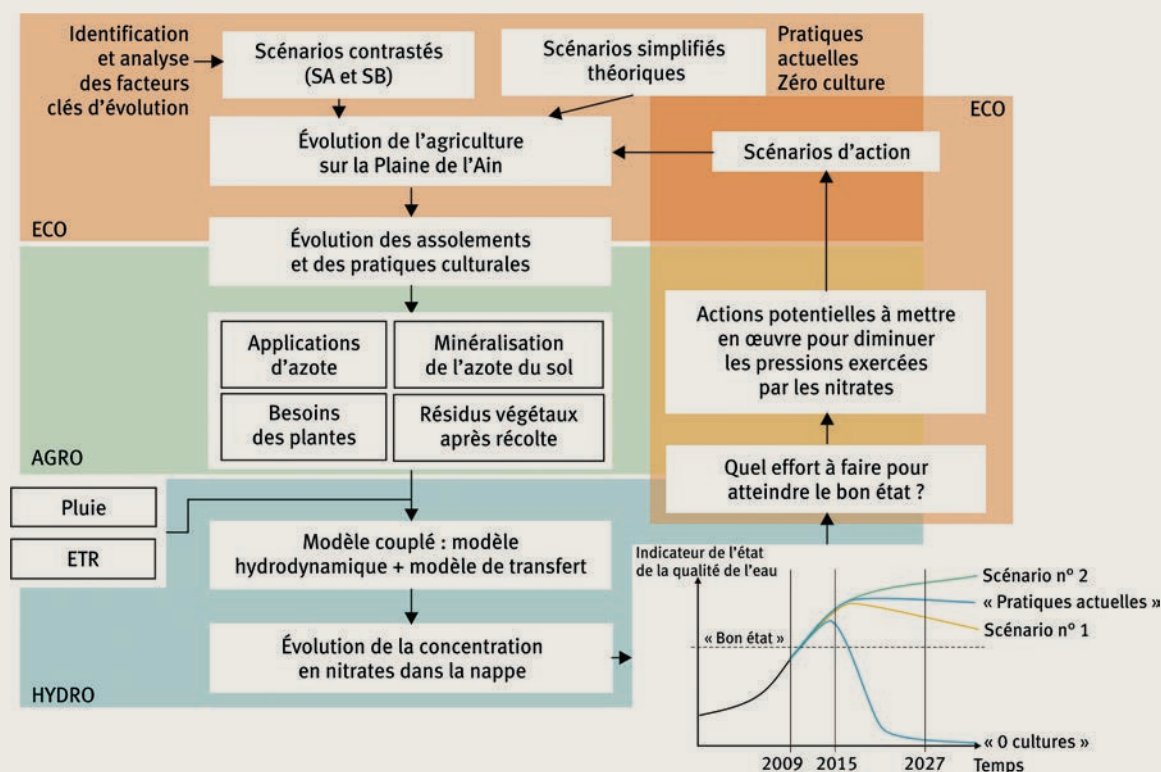 Identification
et analyse
des facteurs
clés d'évolution
Scénarios contrastés
(SA et SB)
Scénarios simplifiés
théoriques
Pratiques
actuelles
Zéro culture
ECO
Évolution de l'agriculture
sur la Plaine de l'Ain
Scénarios d'action
ECO
Évolution des assolements
et des pratiques culturales
Applications
d'azote
Minéralisation
de l'azote du sol
Besoins
des plantes
Résidus végétaux
après récolte
AGRO
Actions potentielles à mettre
en œuvre pour diminuer
les pressions exercées
par les nitrates
Quel effort à faire pour
atteindre le bon état ?
Pluie
ETR
Modèle couplé : modèle
hydrodynamique + modèle de transfert
Évolution de la concentration
en nitrates dans la nappe
HYDRO
Indicateur de l'état
de la qualité de l'eau
Scénario n° 2
« Pratiques actuelles »
Scénario n° 1
« Bon état »
« 0 cultures »
2009 2015 2027 Temps